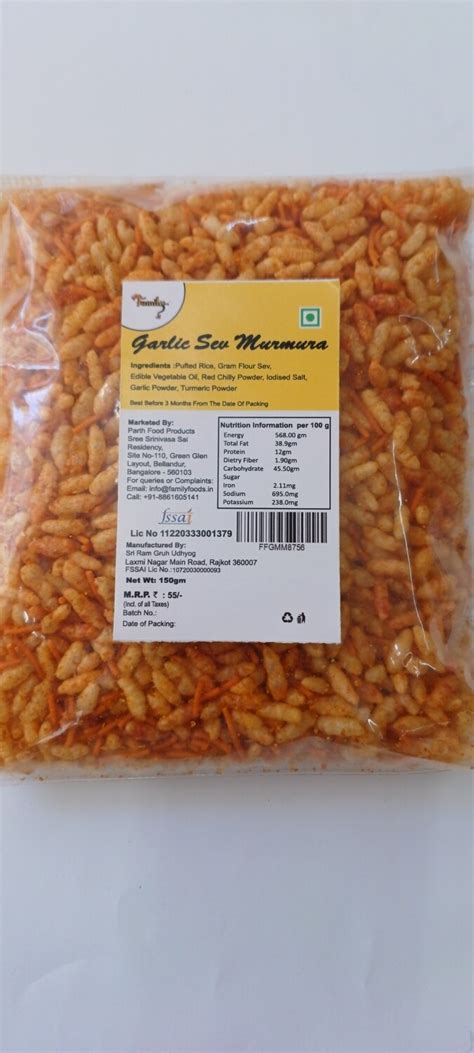 Family
Garlic Sev Murmura
Ingredients :Puffed Rice, Gram Flour Sev,
Edible Vegetable Oil, Red Chilly Powder, Iodised Salt,
Garlic Powder, Turmeric Powder
Best Before 3 Months From The Date Of Packing
Marketed By:
Parth Food Products
Sree Srinivasa Sai
Residency,
Site No-110, Green Glen
Layout, Bellandur,
Bangalore - 560103
For queries or Complaints:
Email: info@familyfoods.in
Call: +91-8861605141
Nutrition Information per 100 g
Energy 568.00 gm
Total Fat 38.9gm
Protein 12gm
Dietry Fiber 1.90gm
Carbohydrate 45.50gm
Sugar
Iron 2.11mg
Sodium 695.0mg
Potassium 238.0mg
fssai
Lic No 11220333001379
FFGMM8756
Manufactured By:
Sri Ram Gruh Udhyog
Laxmi Nagar Main Road, Rajkot 360007
FSSAI Lic No.:10720030000093
Net Wt: 150gm
M.R.P. ₹ : 55/-
(Incl. of all Taxes)
Batch No.:
Date of Packing: